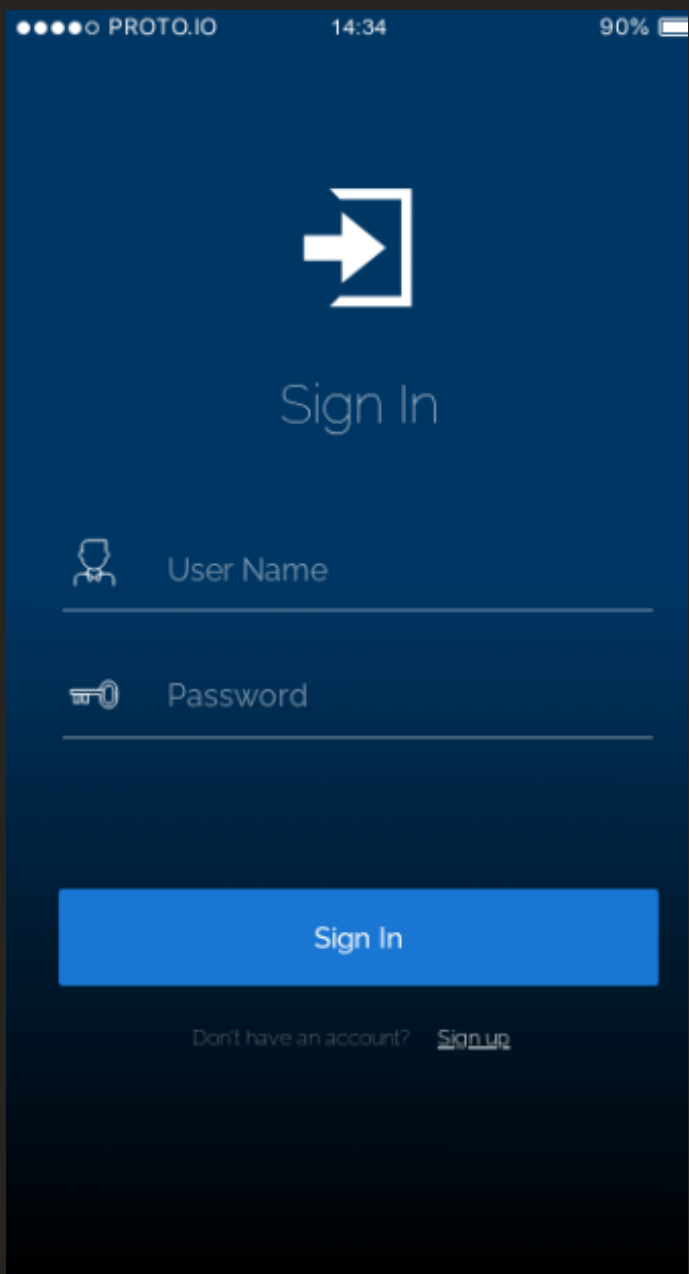 PROTO.IO 14:34 90%
Sign In
User Name
Password
Sign In
Don't have an account? Sign up